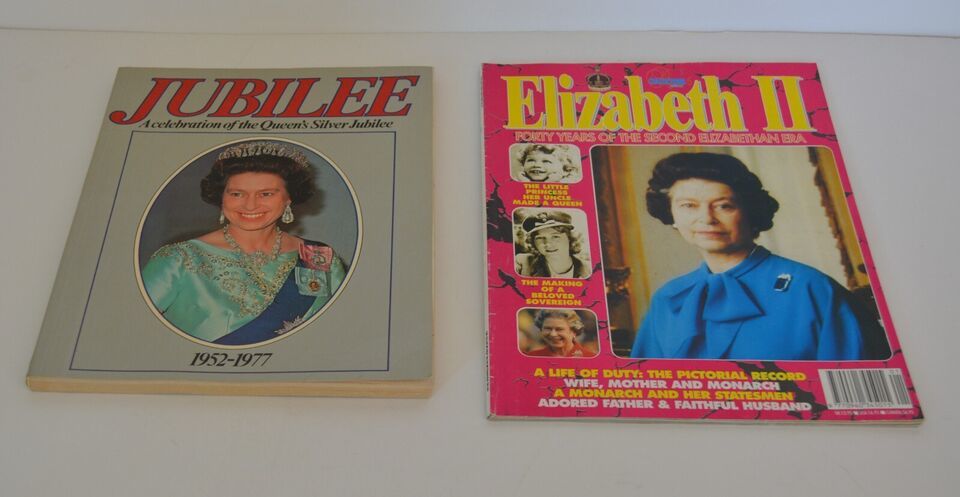 JUBILEE
A celebration of the Queen's Silver Jubilee
1952-1977
Elizabeth II
FORTY YEARS OF THE SECOND ELIZABETHAN ERA
THE LITTLE
PRINCESS
HER UNCLE
MADE A QUEEN
THE MAKING
OF A
BELOVED
SOVEREIGN
A LIFE OF DUTY: THE PICTORIAL RECORD
WIFE, MOTHER AND MONARCH
A MONARCH AND HER STATESMEN
ADORED FATHER & FAITHFUL HUSBAND
01